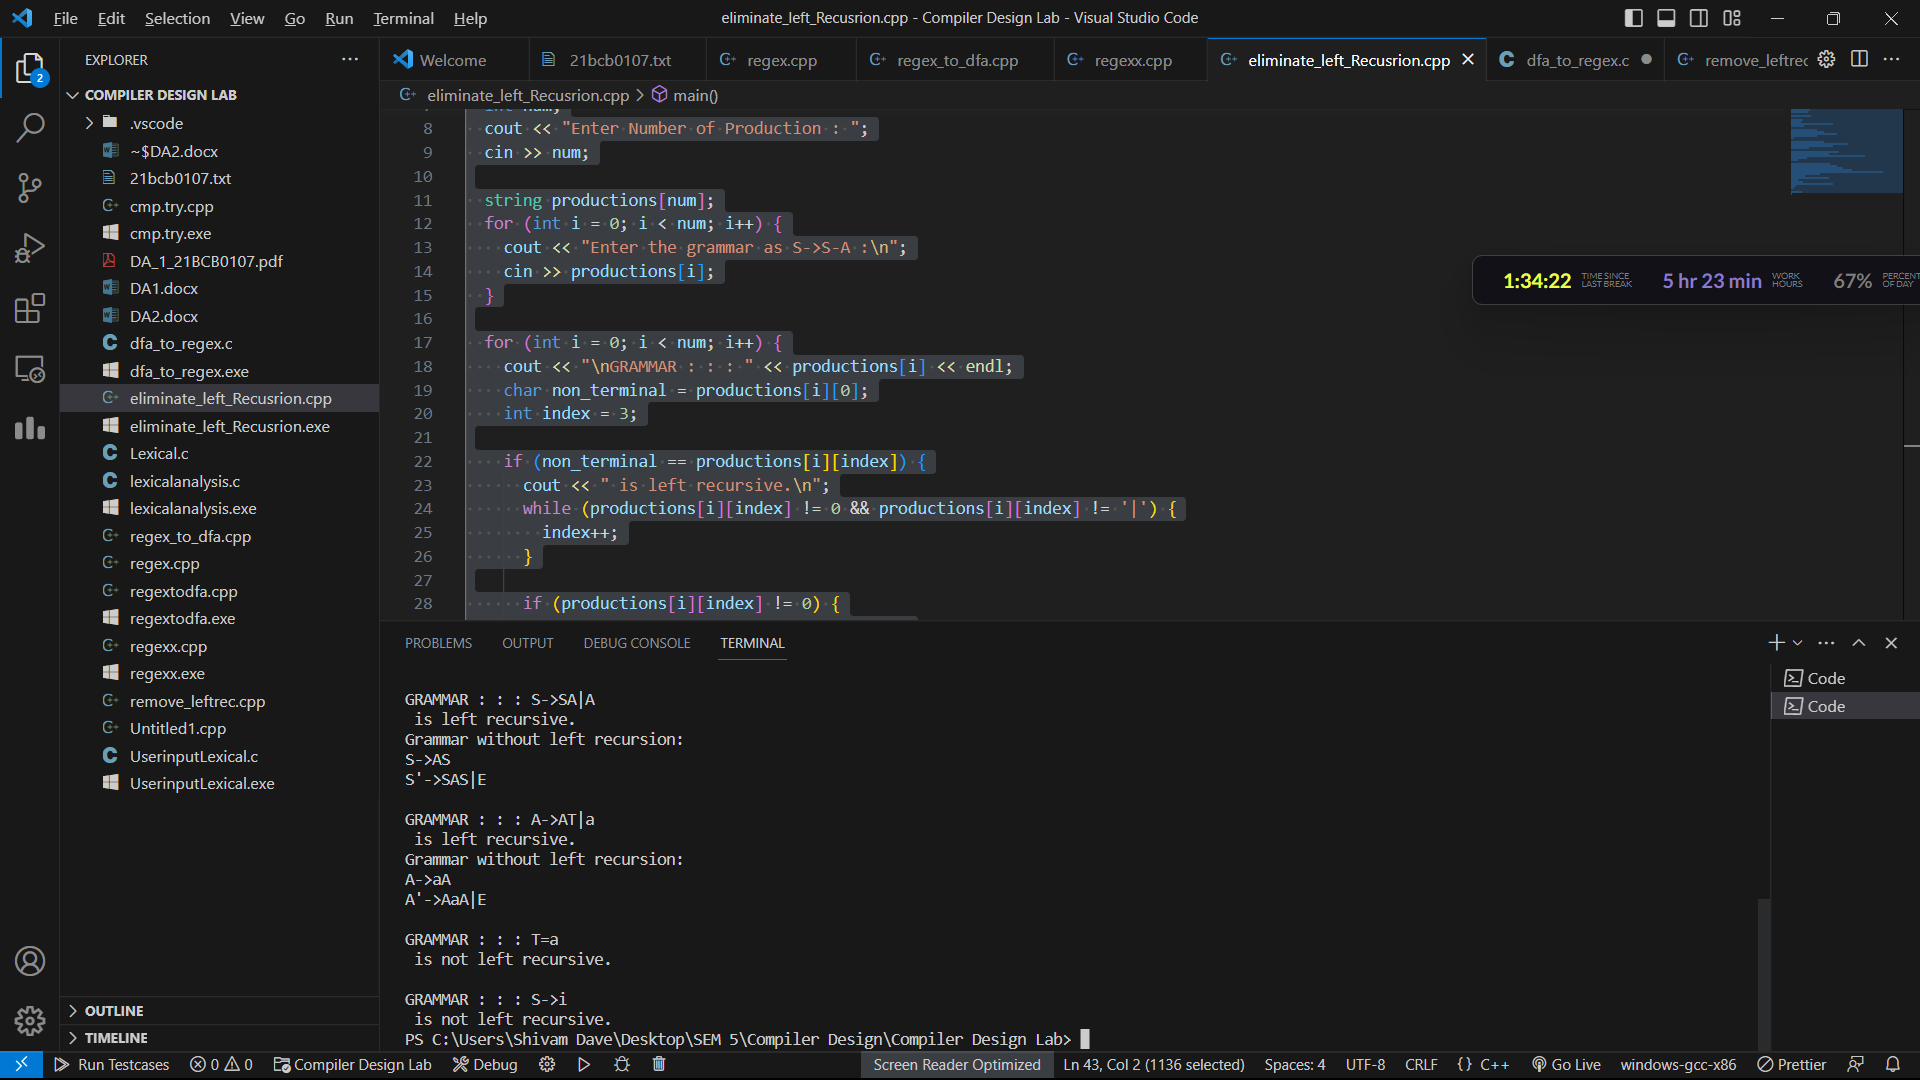 File Edit Selection View Go Run Terminal Help
eliminate_left_Recusrion.cpp - Compiler Design Lab - Visual Studio Code
EXPLORER
2
COMPILER DESIGN LAB
.vscode
~$DA2.docx
21bcb0107.txt
cmp.try.cpp
cmp.try.exe
DA_1_21BCB0107.pdf
DA1.docx
DA2.docx
dfa_to_regex.c
dfa_to_regex.exe
eliminate_left_Recusrion.cpp
eliminate_left_Recusrion.exe
Lexical.c
lexicalanalysis.c
lexicalanalysis.exe
regex_to_dfa.cpp
regex.cpp
regextodfa.cpp
regextodfa.exe
regexx.cpp
regexx.exe
remove_leftrec.cpp
Untitled1.cpp
UserinputLexical.c
UserinputLexical.exe
OUTLINE
TIMELINE
Welcome 21bcb0107.txt regex.cpp regex_to_dfa.cpp regexx.cpp eliminate_left_Recusrion.cpp dfa_to_regex.c remove_leftrec
eliminate_left_Recusrion.cpp > main()
8 cout << "Enter Number of Production : ";
9 cin >> num;
10
11 string productions[num];
12 for (int i = 0; i < num; i++) {
13 cout << "Enter the grammar as S->S-A :\n";
14 cin >> productions[i];
15 }
16
17 for (int i = 0; i < num; i++) {
18 cout << "\nGRAMMAR : : : " << productions[i] << endl;
19 char non_terminal = productions[i][0];
20 int index = 3;
21
22 if (non_terminal == productions[i][index]) {
23 cout << " is left recursive.\n";
24 while (productions[i][index] != 0 && productions[i][index] != '|') {
25 index++;
26 }
27
28 if (productions[i][index] != 0) {
1:34:22 TIME SINCE LAST BREAK 5 hr 23 min WORK HOURS 67% PERCENT OF DAY
PROBLEMS OUTPUT DEBUG CONSOLE TERMINAL
Code
Code
GRAMMAR : : : S->SA|A
is left recursive.
Grammar without left recursion:
S->AS
S'->SAS|E
GRAMMAR : : : A->AT|a
is left recursive.
Grammar without left recursion:
A->aA
A'->AaA|E
GRAMMAR : : : T=a
is not left recursive.
GRAMMAR : : : S->i
is not left recursive.
PS C:\Users\Shivam Dave\Desktop\SEM 5\Compiler Design\Compiler Design Lab>
Run Testcases 0 0 Compiler Design Lab Debug Screen Reader Optimized Ln 43, Col 2 (1136 selected) Spaces: 4 UTF-8 CRLF {} C++ Go Live windows-gcc-x86 Prettier